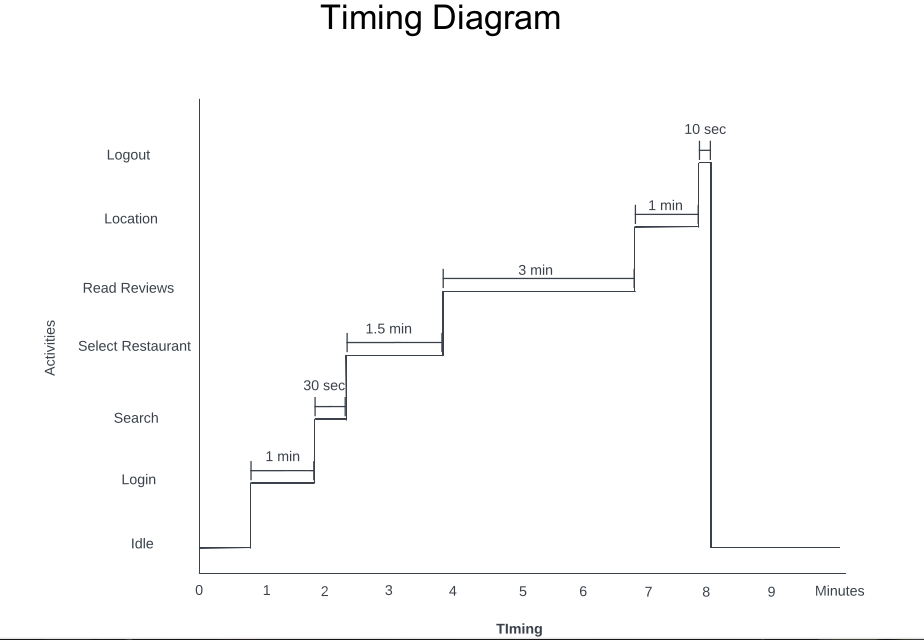 Timing Diagram
10 sec
Logout
1 min
Location
3 min
Read Reviews
1.5 min
Select Restaurant
Activities
30 sec
Search
1 min
Login
Idle
0 1 2 3 4 5 6 7 8 9 Minutes
TIming